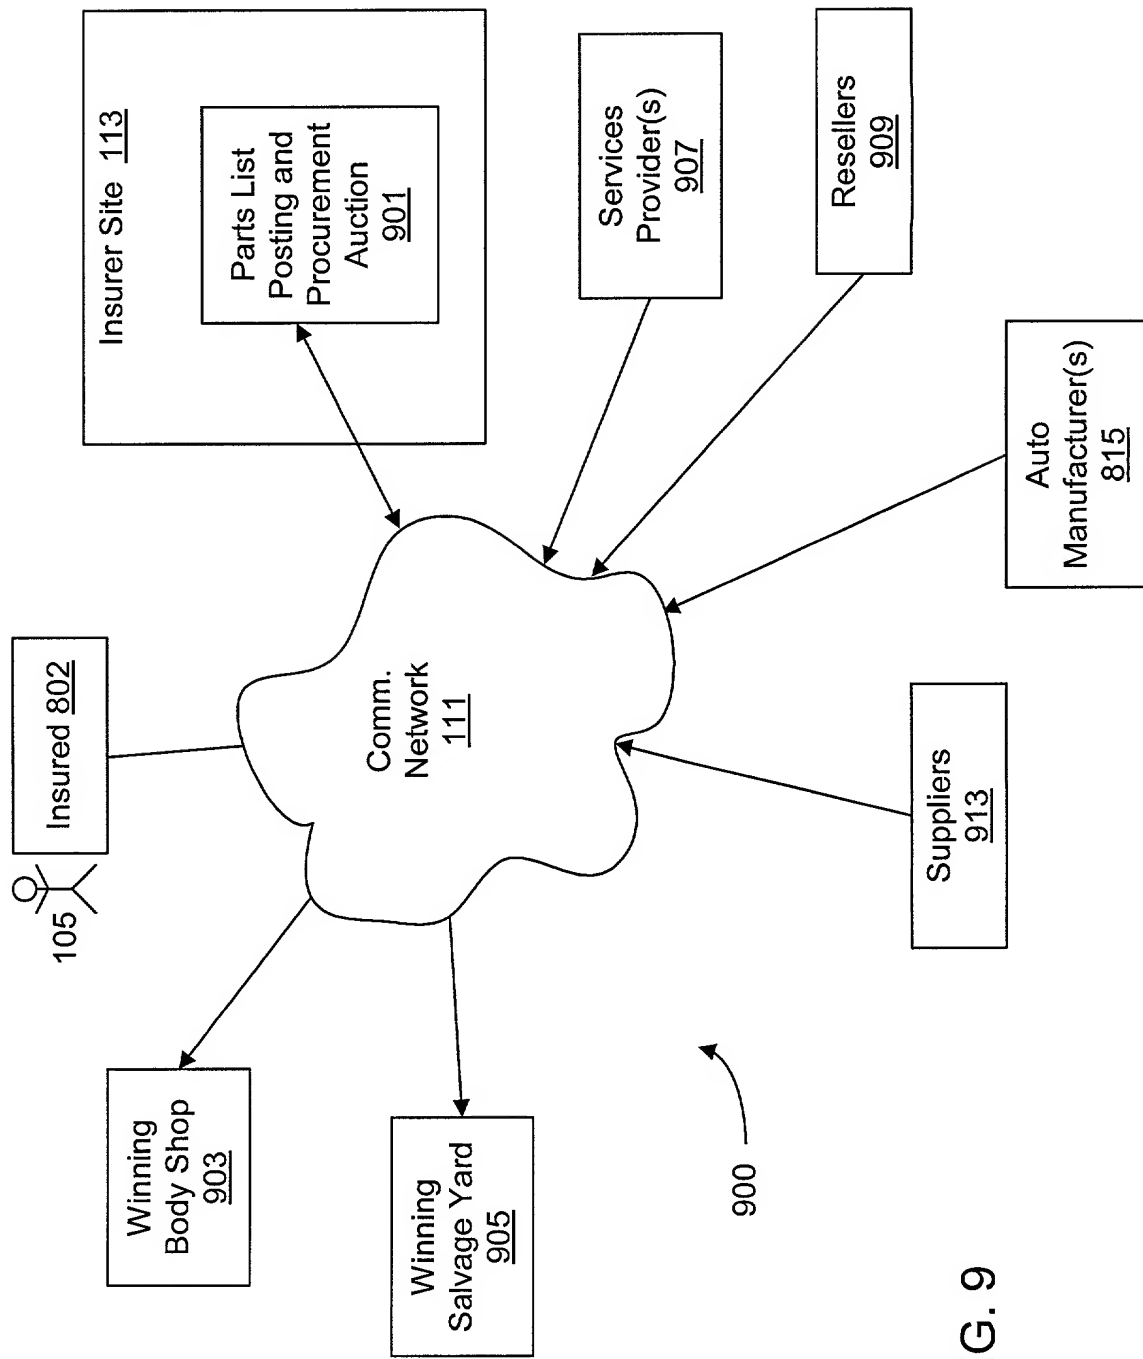 Insured 802
105
Insurer Site 113
Parts List
Posting and
Procurement
Auction
901
Winning
Body Shop
903
Comm.
Network
111
Winning
Salvage Yard
905
Services
Provider(s)
907
Resellers
909
Auto
Manufacturer(s)
815
Suppliers
913
900
G. 9